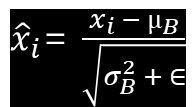 x̂ᵢ = (xᵢ − μ_B) / √(σ_B² + ∈)